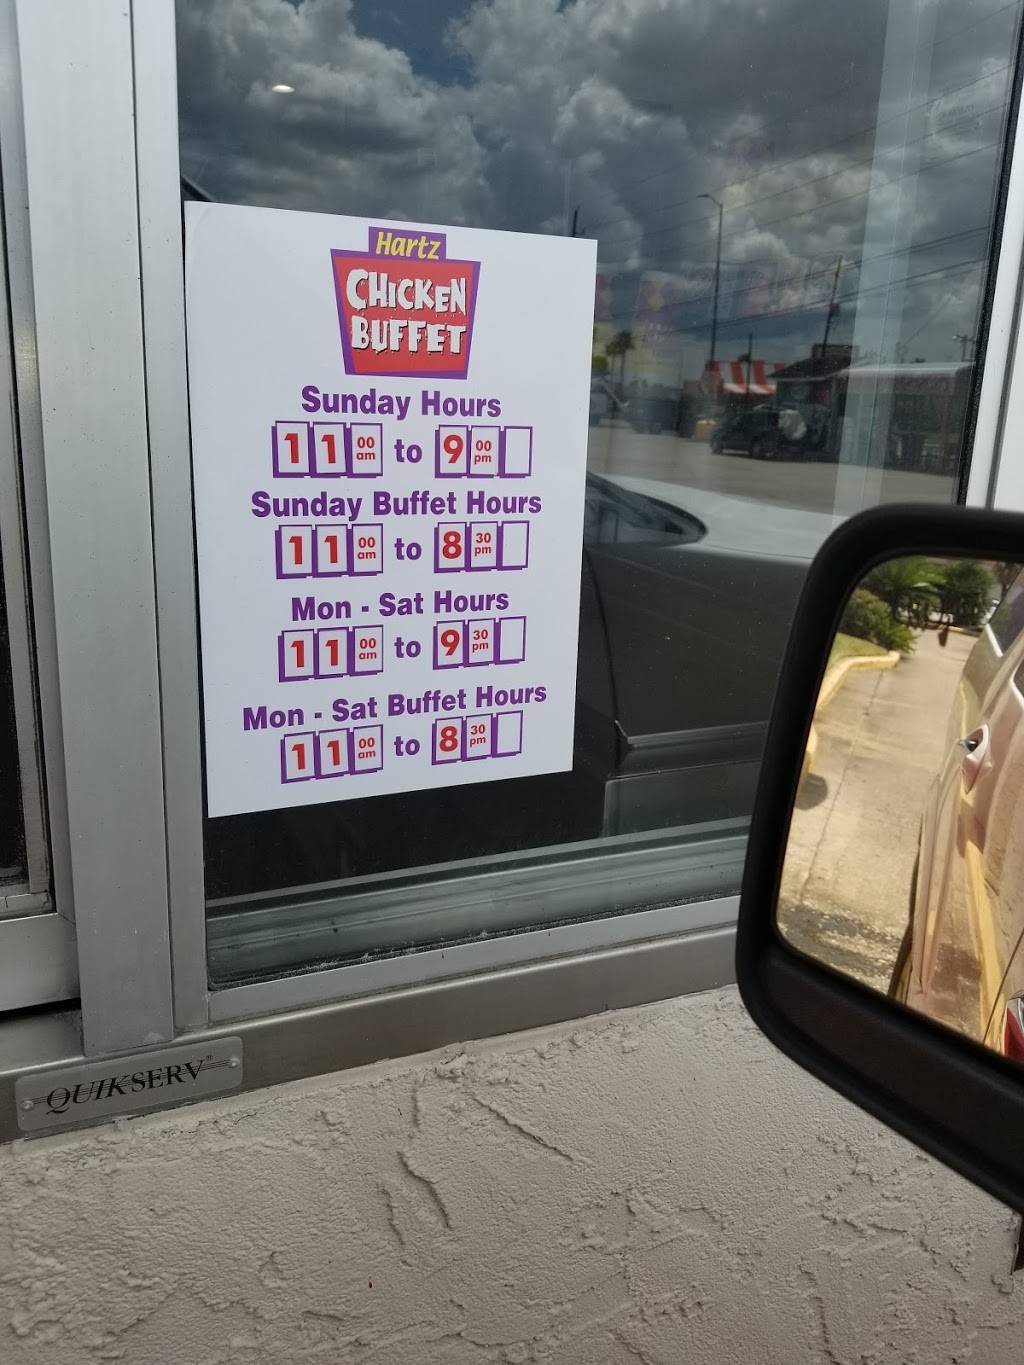 Hartz
CHICKEN
BUFFET
Sunday Hours
11 00 am to 9 00 pm
Sunday Buffet Hours
11 00 am to 8 30 pm
Mon - Sat Hours
11 00 am to 9 30 pm
Mon - Sat Buffet Hours
11 00 am to 8 30 pm
QUIKSERV®